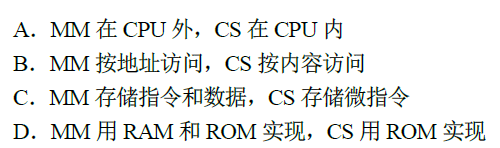 A．MM 在 CPU 外，CS 在 CPU 内
B．MM 按地址访问，CS 按内容访问
C．MM 存储指令和数据，CS 存储微指令
D．MM 用 RAM 和 ROM 实现，CS 用 ROM 实现